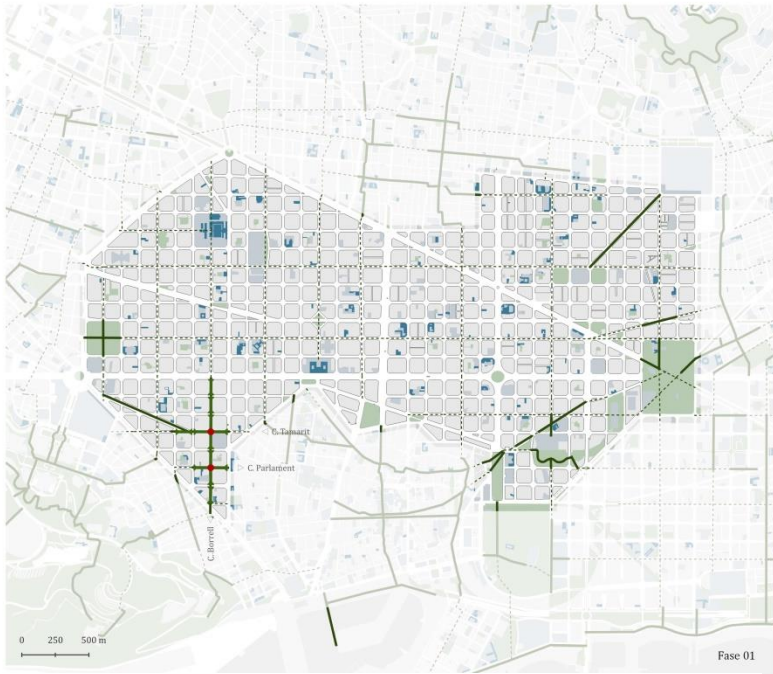 C. Tamarit
C. Parlament
C. Borrell
0 250 500 m
Fase 01